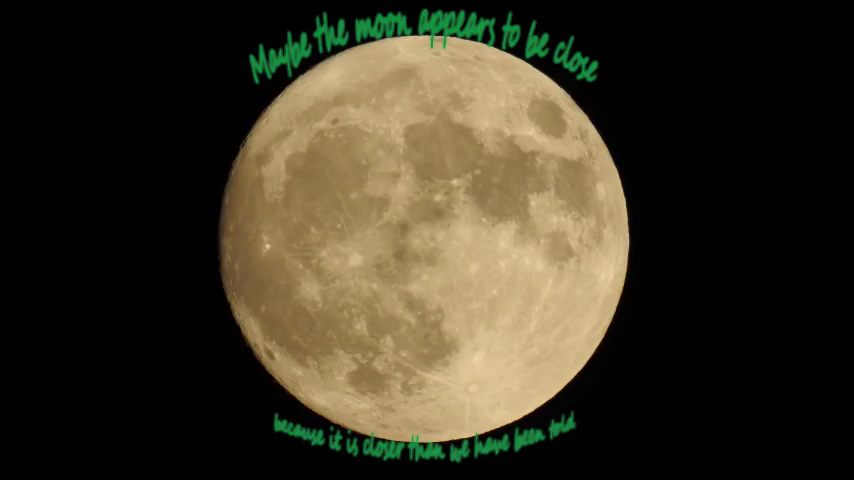 Maybe the moon appears to be close
because it is closer than we have been told